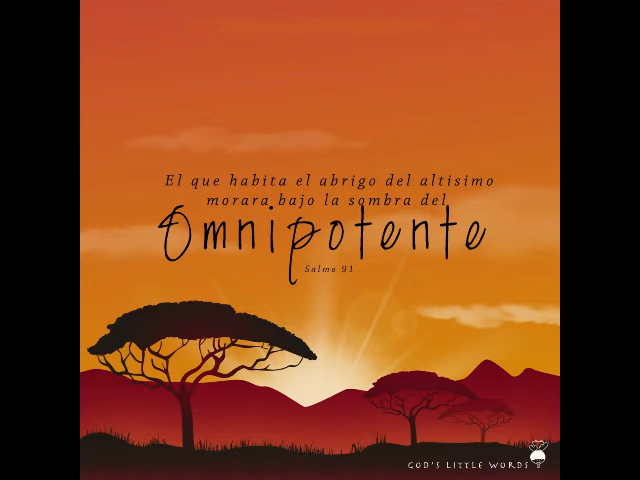 El que habita el abrigo del altisimo
morara bajo la sombra del
Omnipotente
Salmo 91
GOD'S LITTLE WORDS